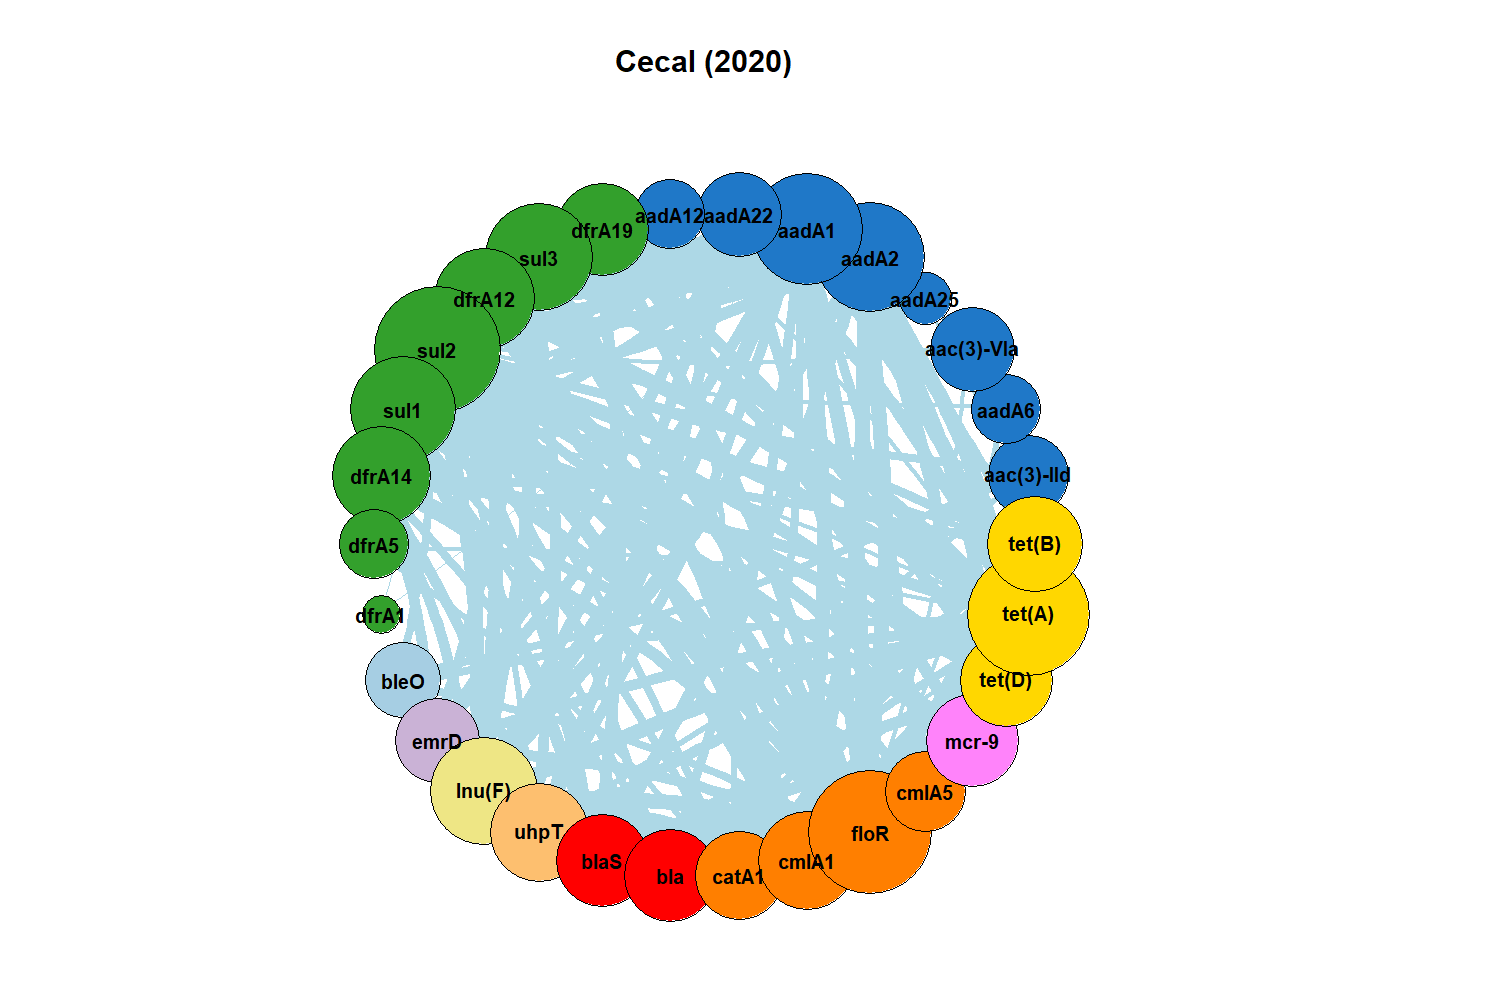 Cecal (2020)
aadA12
aadA22
aadA1
aadA2
aadA25
aac(3)-VIa
aadA6
aac(3)-IId
tet(B)
tet(A)
tet(D)
mcr-9
cmlA5
floR
cmlA1
catA1
bla
blaS
uhpT
lnu(F)
emrD
bleO
dfrA1
dfrA5
dfrA14
sul1
sul2
dfrA12
sul3
dfrA19